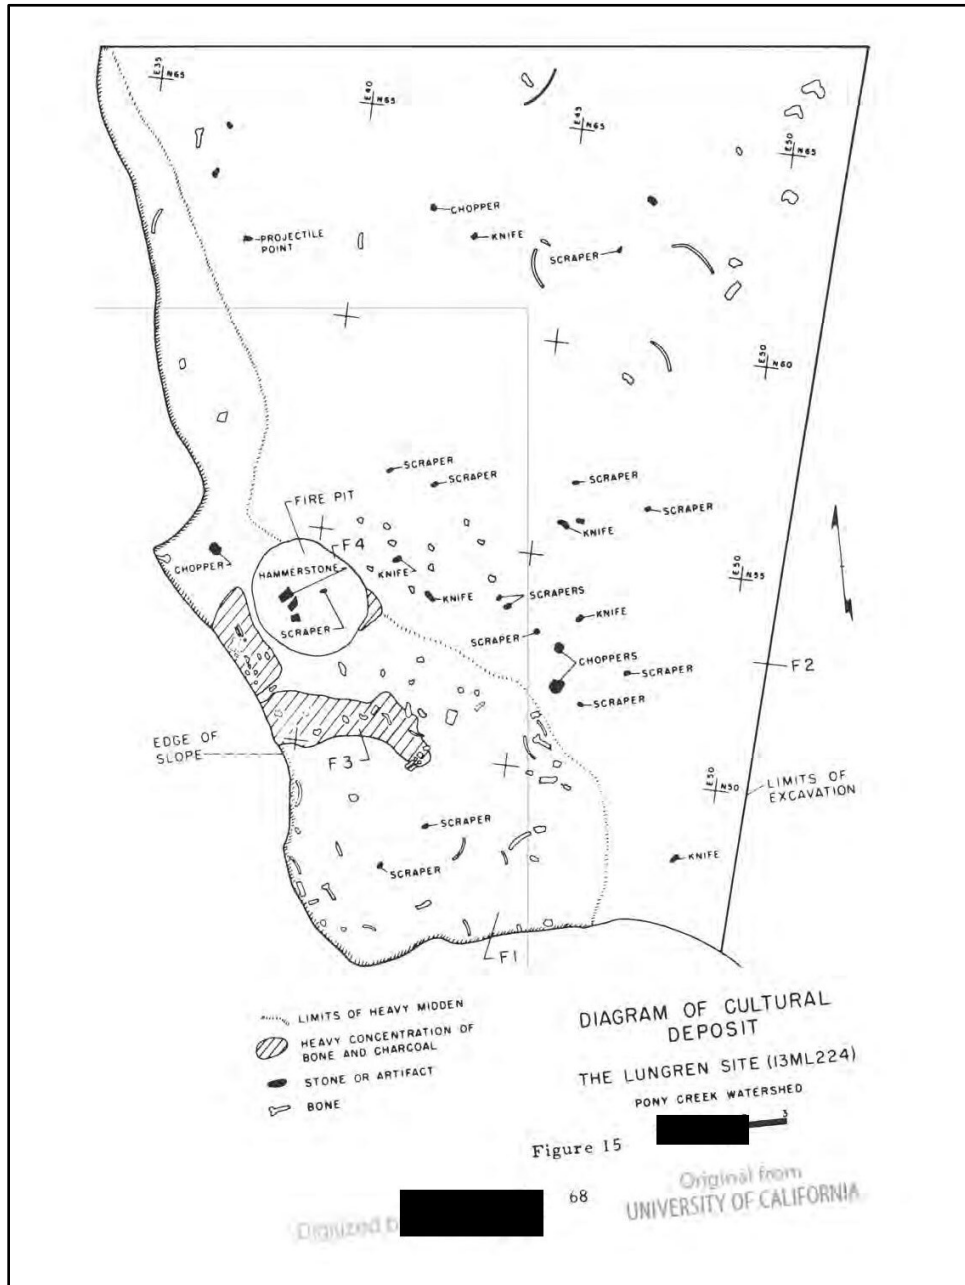 E35
N65
E40
N65
E45
N65
E50
N65
CHOPPER
PROJECTILE
POINT
KNIFE
SCRAPER
E50
N60
SCRAPER
SCRAPER
SCRAPER
FIRE PIT
SCRAPER
F4
KNIFE
CHOPPER
HAMMERSTONE
KNIFE
E50
N55
SCRAPERS
KNIFE
KNIFE
SCRAPER
SCRAPER
CHOPPERS
F2
SCRAPER
SCRAPER
EDGE OF
SLOPE
F3
E50
N50
LIMITS OF
EXCAVATION
SCRAPER
KNIFE
SCRAPER
F1
LIMITS OF HEAVY MIDDEN
HEAVY CONCENTRATION OF
BONE AND CHARCOAL
STONE OR ARTIFACT
BONE
DIAGRAM OF CULTURAL
DEPOSIT
THE LUNGREN SITE (13ML224)
PONY CREEK WATERSHED
3
Figure 15
68
Digitized b
Original from
UNIVERSITY OF CALIFORNIA